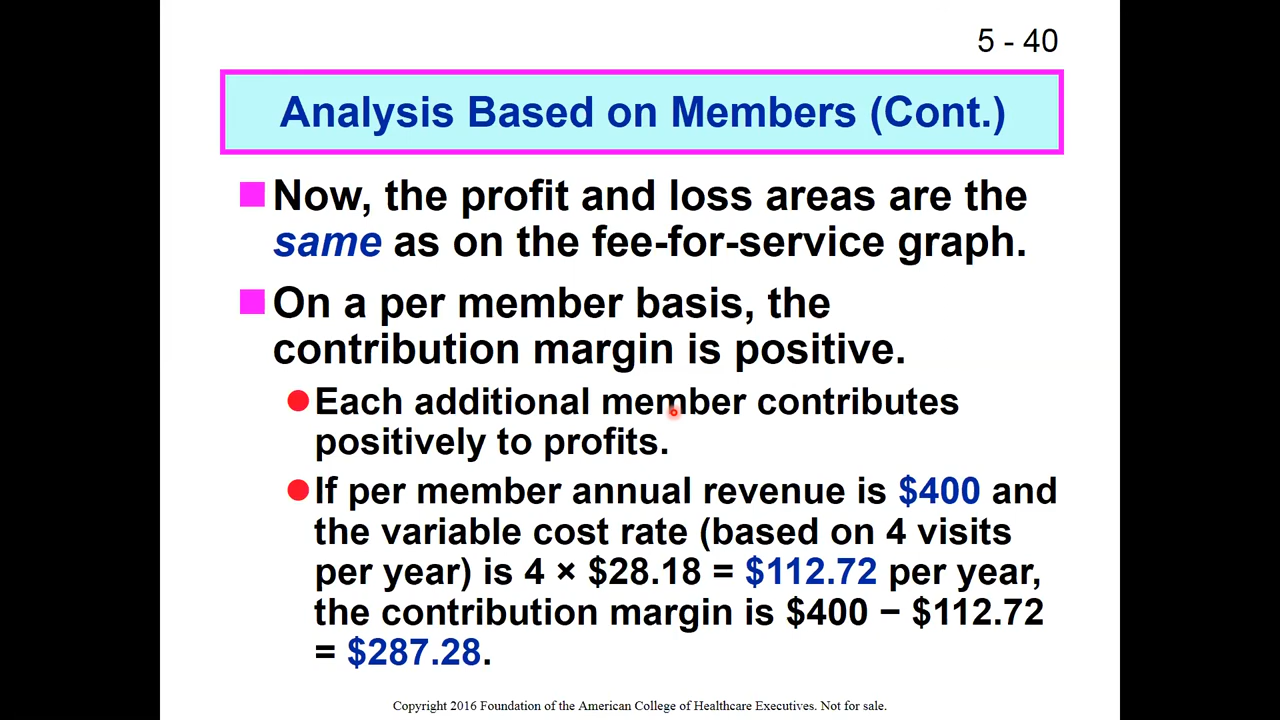 5 - 40
Analysis Based on Members (Cont.)
Now, the profit and loss areas are the
same as on the fee-for-service graph.
On a per member basis, the
contribution margin is positive.
Each additional member contributes
positively to profits.
If per member annual revenue is $400 and
the variable cost rate (based on 4 visits
per year) is 4 × $28.18 = $112.72 per year,
the contribution margin is $400 − $112.72
= $287.28.
Copyright 2016 Foundation of the American College of Healthcare Executives. Not for sale.